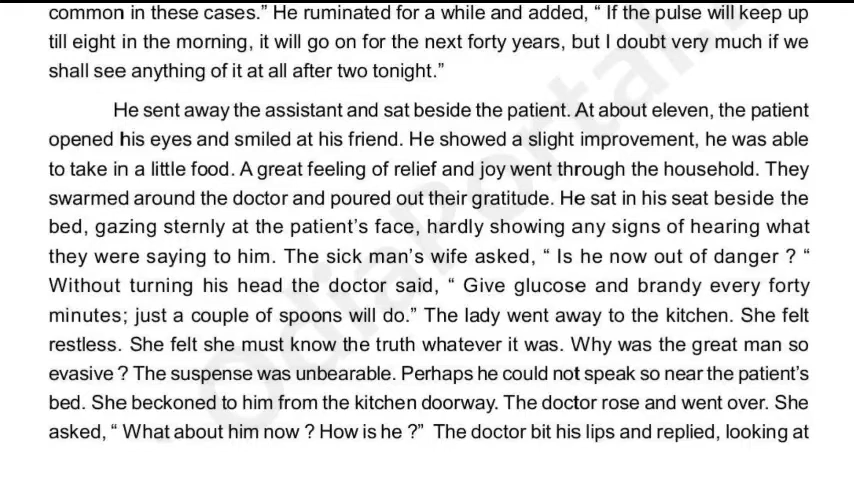 common in these cases.” He ruminated for a while and added, “ If the pulse will keep up
till eight in the morning, it will go on for the next forty years, but I doubt very much if we
shall see anything of it at all after two tonight.”
He sent away the assistant and sat beside the patient. At about eleven, the patient
opened his eyes and smiled at his friend. He showed a slight improvement, he was able
to take in a little food. A great feeling of relief and joy went through the household. They
swarmed around the doctor and poured out their gratitude. He sat in his seat beside the
bed, gazing sternly at the patient’s face, hardly showing any signs of hearing what
they were saying to him. The sick man’s wife asked, “ Is he now out of danger ? “
Without turning his head the doctor said, “ Give glucose and brandy every forty
minutes; just a couple of spoons will do.” The lady went away to the kitchen. She felt
restless. She felt she must know the truth whatever it was. Why was the great man so
evasive ? The suspense was unbearable. Perhaps he could not speak so near the patient’s
bed. She beckoned to him from the kitchen doorway. The doctor rose and went over. She
asked, “ What about him now ? How is he ?” The doctor bit his lips and replied, looking at